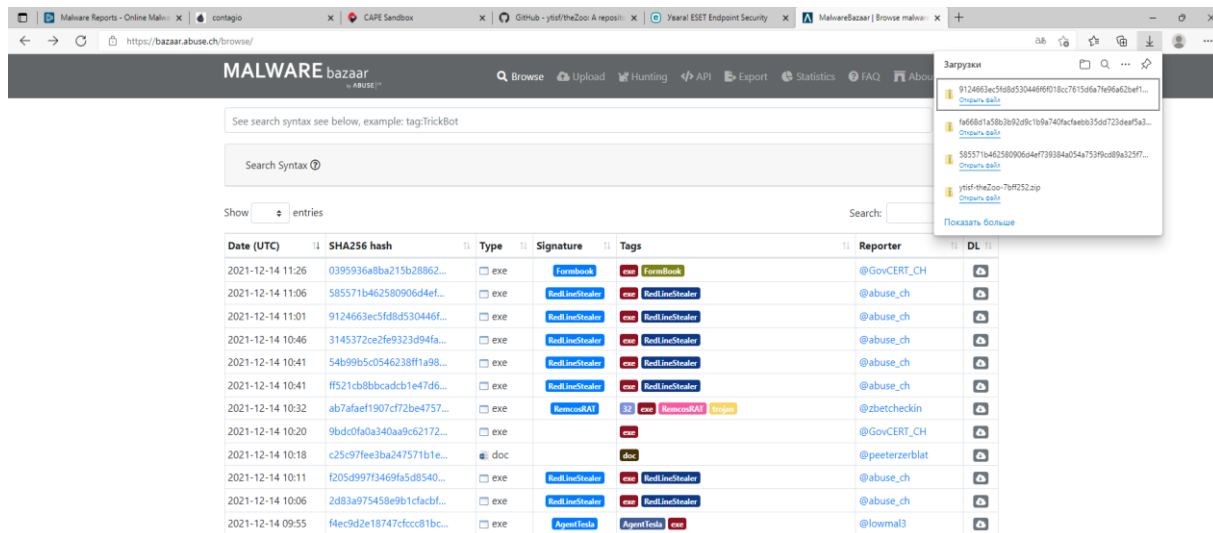 Malware Reports - Online Malwa
contagio
CAPE Sandbox
GitHub - ytisf/theZoo: A reposito
Уваrаl ESET Endpoint Security
MalwareBazaar | Browse malware
https://bazaar.abuse.ch/browse/
MALWARE bazaar
by ABUSE|
Browse Upload Hunting API Export Statistics FAQ Abou
Загрузки
9124663ec5fd8d530446f6f018cc7615d6a7fe96a62bef1...
Открыть файл
fa668d1a58b3b92d9c1b9a740facfaebb35dd723deaf5a3...
Открыть файл
585571b462580906d4ef739384a054a753f9cd89a325f7...
Открыть файл
ytisf-theZoo-7bff252.zip
Открыть файл
Показать больше
See search syntax see below, example: tag:TrickBot
Search Syntax
Show entries
Search:
Date (UTC) SHA256 hash Type Signature Tags Reporter DL
2021-12-14 11:26 0395936a8ba215b28862... exe Formbook exe FormBook @GovCERT_CH
2021-12-14 11:06 585571b462580906d4ef... exe RedLineStealer exe RedLineStealer @abuse_ch
2021-12-14 11:01 9124663ec5fd8d530446f... exe RedLineStealer exe RedLineStealer @abuse_ch
2021-12-14 10:46 3145372ce2fe9323d94fa... exe RedLineStealer exe RedLineStealer @abuse_ch
2021-12-14 10:41 54b99b5c0546238ff1a98... exe RedLineStealer exe RedLineStealer @abuse_ch
2021-12-14 10:41 ff521cb8bbcadcb1e47d6... exe RedLineStealer exe RedLineStealer @abuse_ch
2021-12-14 10:32 ab7afaef1907cf72be4757... exe RemcosRAT 32 exe RemcosRAT trojan @zbetcheckin
2021-12-14 10:20 9bdc0fa0a340aa9c62172... exe exe @GovCERT_CH
2021-12-14 10:18 c25c97fee3ba247571b1e... doc doc @peeterzerblat
2021-12-14 10:11 f205d997f3469fa5d8540... exe RedLineStealer exe RedLineStealer @abuse_ch
2021-12-14 10:06 2d83a975458e9b1cfacbf... exe RedLineStealer exe RedLineStealer @abuse_ch
2021-12-14 09:55 f4ec9d2e18747cfccc81bc... exe AgentTesla AgentTesla exe @lowmal3